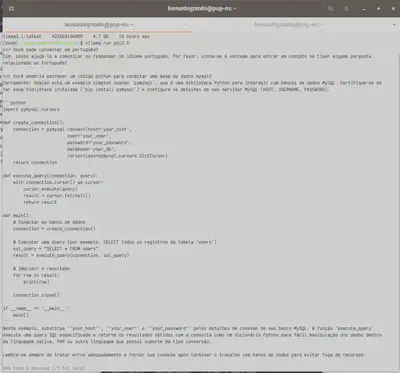 leonardogrando@pop-os:~
leonardogrando@pop-os:~
leonardogrando@pop-os:~
4.7 GB 19 hours ago
ollama run phi3.5
>>> Você pode conversar em português?
Sim, posso ajudá-lo a comunicar ou responder no idioma português. Por favor, sinta-se à vontade para entrar em contato se tiver alguma pergunta
relacionada ao Português!
>>> Você poderia escrever um código python para conectar uma base de dados mysql?
Certamente! Abaixo está um exemplo simples usando `pymysql`, que é uma biblioteca Python para interagir com bancos de dados MySQL. Certifique-se de
ter essa biblioteca instalada (`pip install pymysql`) e configure os detalhes do seu servidor MySQL (HOST, USERNAME, PASSWORD).
```python
import pymysql.cursors
def create_connection():
connection = pymysql.connect(host='your_host',
user='your_user',
password='your_password',
database='your_db',
cursorclass=pymysql.cursors.DictCursor)
return connection
def execute_query(connection, query):
with connection.cursor() as cursor:
cursor.execute(query)
result = cursor.fetchall()
return result
def main():
# Conectar ao banco de dados
connection = create_connection()
# Executar uma query (por exemplo, SELECT todos os registros da tabela 'users')
sql_query = "SELECT * FROM users"
result = execute_query(connection, sql_query)
# Imprimir o resultado
for row in result:
print(row)
connection.close()
if __name__ == '__main__':
main()
```
Neste exemplo, substitua `'your_host'`, `'your_user'` e `'your_password'` pelos detalhes de conexão do seu banco MySQL. A função `execute_query`
executa uma query SQL especificada e retorna os resultados obtidos com a consulta como um dicionário Python para fácil manipulação dos dados dentro
da linguagem nativa, PHP ou outra linguagem que possui suporte do tipo conversão.
Lembre-se sempre de tratar erros adequadamente e fechar sua conexão após terminar o trabalho com banco de dados para evitar fuga de recursos.
>>> Send a message (/? for help)